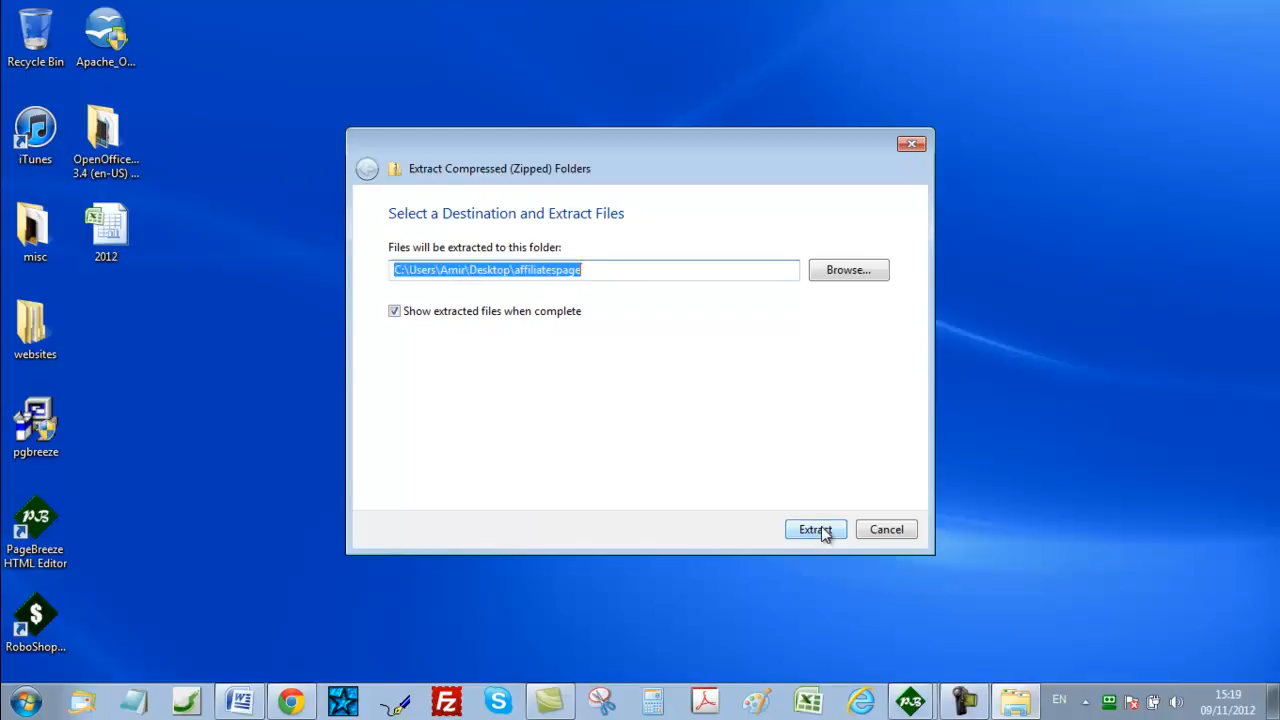 Recycle Bin
Apache_O...
iTunes
OpenOffice...
3.4 (en-US) ...
misc
2012
websites
pgbreeze
PB
PageBreeze
HTML Editor
$
RoboShop...
Extract Compressed (Zipped) Folders
Select a Destination and Extract Files
Files will be extracted to this folder:
C:\Users\Amir\Desktop\affiliatespage
Browse...
Show extracted files when complete
Extract
Cancel
EN
15:19
09/11/2012